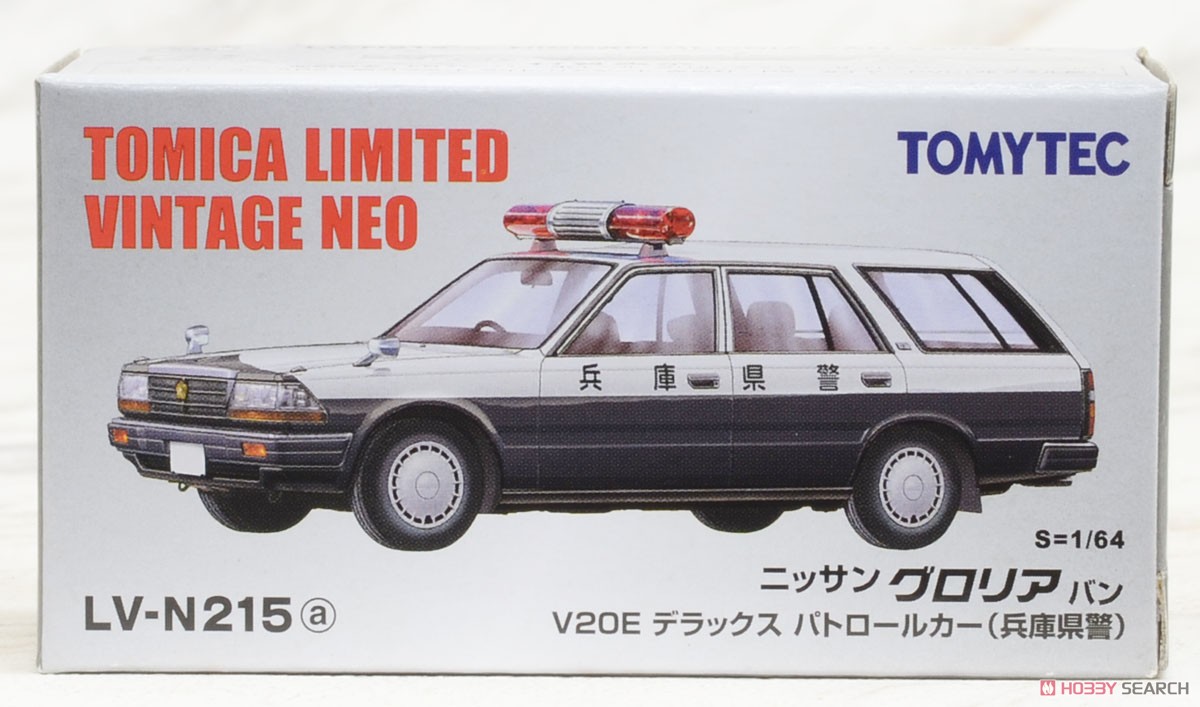 TOMICA LIMITED
VINTAGE NEO
TOMYTEC
兵庫県警
S=1/64
ニッサン グロリア バン
LV-N215ⓐ
V20E デラックス パトロールカー(兵庫県警)
HOBBY SEARCH